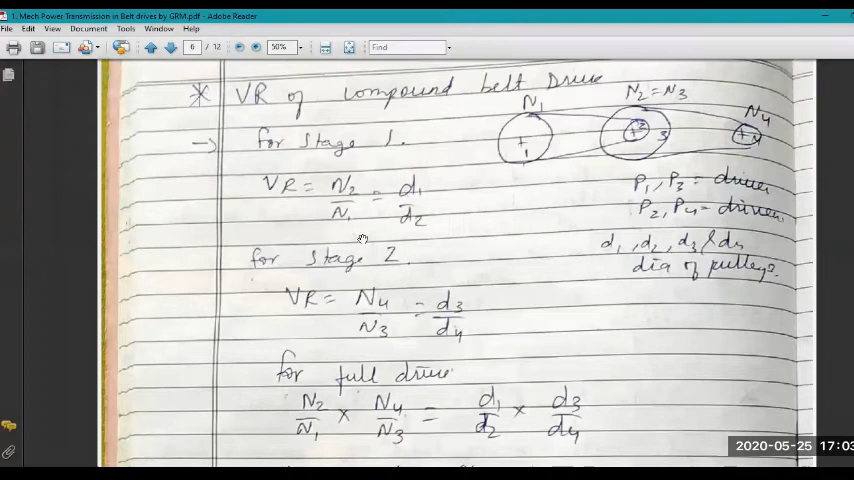 1. Mech Power Transmission in Belt drives by GRM.pdf - Adobe Reader
File Edit View Document Tools Window Help
6 / 12 50% Find
* VR of compound belt Drive
N1 N2 = N3 N4
→ for stage 1.
1 2 3 4
VR = N2/N1 = d1/d2
P1, P3 = driver
P2, P4 = driven
d1, d2, d3 & d4
dia of pulleys.
for stage 2.
VR = N4/N3 = d3/d4
for full drive
N2/N1 × N4/N3 = d1/d2 × d3/d4
2020-05-25 17:03